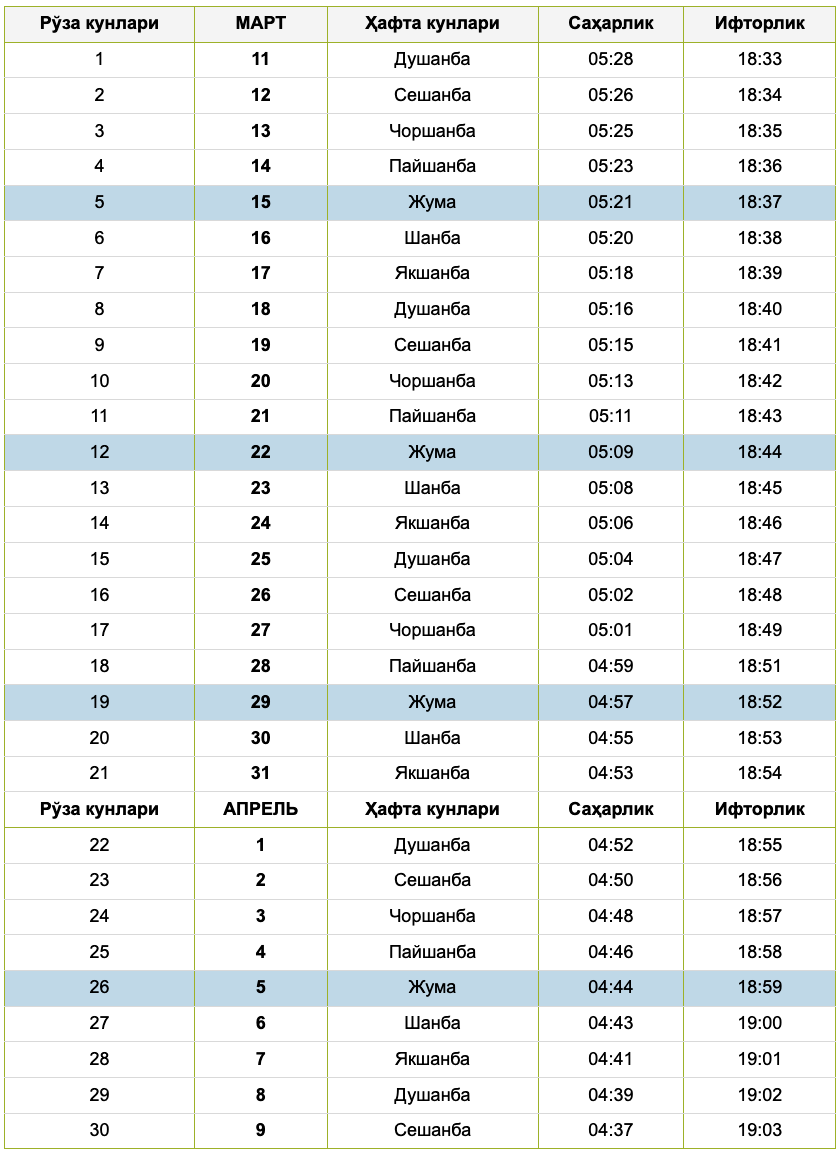 Рўза кунлари МАРТ Ҳафта кунлари Саҳарлик Ифторлик
1 11 Душанба 05:28 18:33
2 12 Сешанба 05:26 18:34
3 13 Чоршанба 05:25 18:35
4 14 Пайшанба 05:23 18:36
5 15 Жума 05:21 18:37
6 16 Шанба 05:20 18:38
7 17 Якшанба 05:18 18:39
8 18 Душанба 05:16 18:40
9 19 Сешанба 05:15 18:41
10 20 Чоршанба 05:13 18:42
11 21 Пайшанба 05:11 18:43
12 22 Жума 05:09 18:44
13 23 Шанба 05:08 18:45
14 24 Якшанба 05:06 18:46
15 25 Душанба 05:04 18:47
16 26 Сешанба 05:02 18:48
17 27 Чоршанба 05:01 18:49
18 28 Пайшанба 04:59 18:51
19 29 Жума 04:57 18:52
20 30 Шанба 04:55 18:53
21 31 Якшанба 04:53 18:54
Рўза кунлари АПРЕЛЬ Ҳафта кунлари Саҳарлик Ифторлик
22 1 Душанба 04:52 18:55
23 2 Сешанба 04:50 18:56
24 3 Чоршанба 04:48 18:57
25 4 Пайшанба 04:46 18:58
26 5 Жума 04:44 18:59
27 6 Шанба 04:43 19:00
28 7 Якшанба 04:41 19:01
29 8 Душанба 04:39 19:02
30 9 Сешанба 04:37 19:03